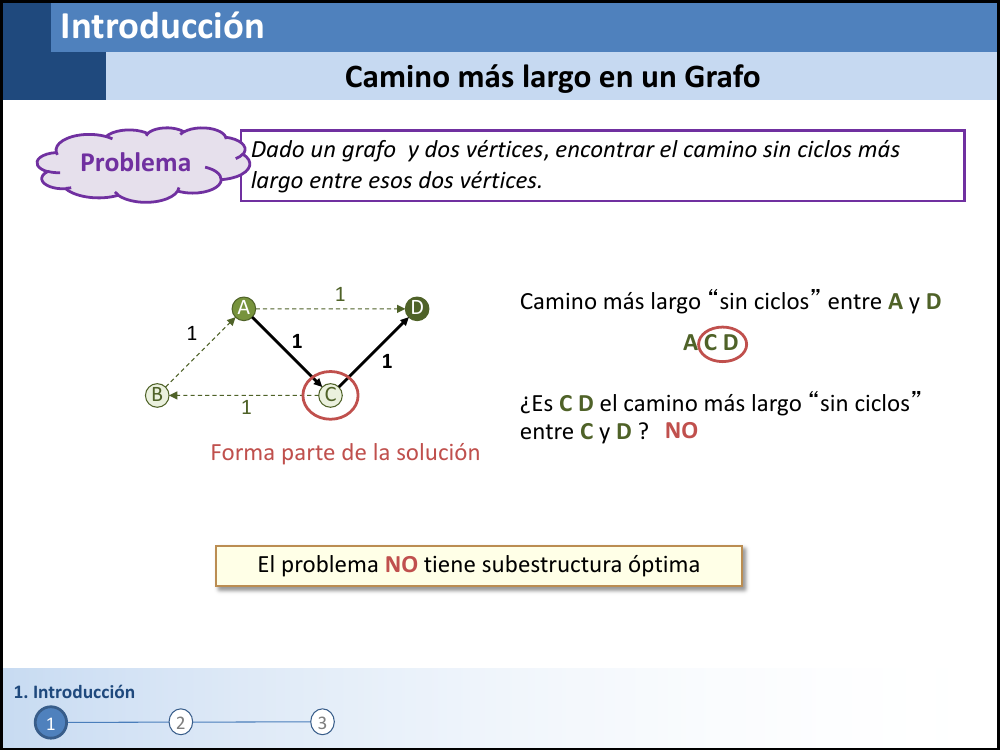 Introducción
Camino más largo en un Grafo
Problema
Dado un grafo y dos vértices, encontrar el camino sin ciclos más
largo entre esos dos vértices.
A
1
D
1
1
1
B
1
C
Forma parte de la solución
Camino más largo “sin ciclos” entre A y D
A C D
¿Es C D el camino más largo “sin ciclos”
entre C y D ? NO
El problema NO tiene subestructura óptima
1. Introducción
1 2 3